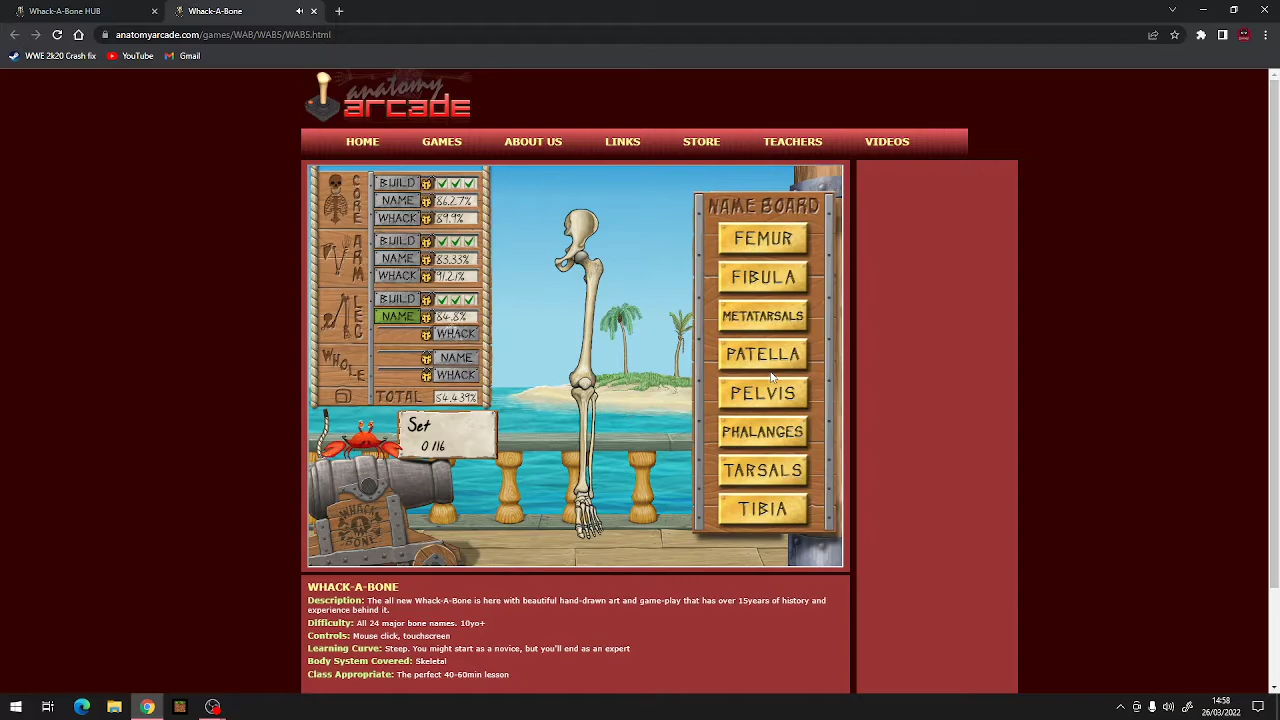 Whack-A-Bone HUB
Whack-A-Bone
anatomyarcade.com/games/WAB/WAB5/WAB5.html
WWE 2k20 Crash fix YouTube Gmail
anatomy
arcade
HOME GAMES ABOUT US LINKS STORE TEACHERS VIDEOS
CORE
BUILD
NAME 86.27%
WHACK 89.9%
ARM
BUILD
NAME 83.33%
WHACK 91.21%
LEG
BUILD
NAME 84.8%
WHACK
WHOLE
NAME
WHACK
TOTAL 84.439%
Set
0/16
WHACK
A
BONE
NAME BOARD
FEMUR
FIBULA
METATARSALS
PATELLA
PELVIS
PHALANGES
TARSALS
TIBIA
WHACK-A-BONE
Description: The all new Whack-A-Bone is here with beautiful hand-drawn art and game-play that has over 15years of history and
experience behind it.
Difficulty: All 24 major bone names. 10yo+
Controls: Mouse click, touchscreen
Learning Curve: Steep. You might start as a novice, but you'll end as an expert
Body System Covered: Skeletal
Class Appropriate: The perfect 40-60min lesson
14:58
26/03/2022